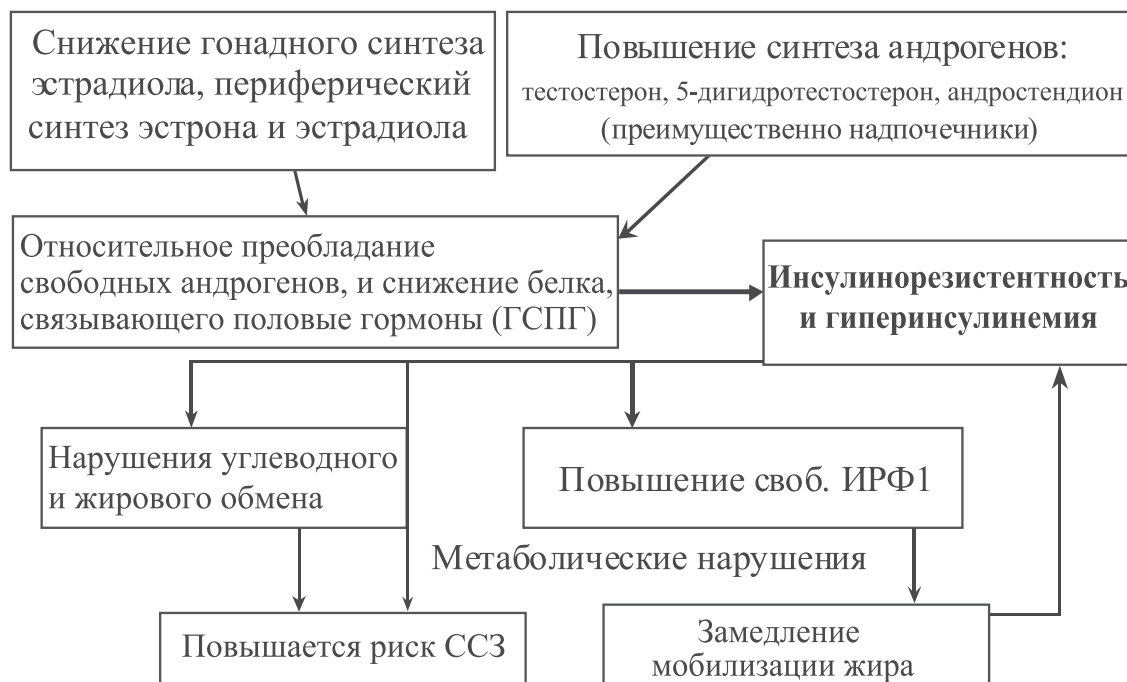 Снижение гонадного синтеза
эстрадиола, периферический
синтез эстрона и эстрадиола
Повышение синтеза андрогенов:
тестостерон, 5-дигидротестостерон, андростендион
(преимущественно надпочечники)
Относительное преобладание
свободных андрогенов, и снижение белка,
связывающего половые гормоны (ГСПГ)
Инсулинорезистентность
и гиперинсулинемия
Нарушения углеводного
и жирового обмена
Повышение своб. ИРФ1
Метаболические нарушения
Повышается риск ССЗ
Замедление
мобилизации жира